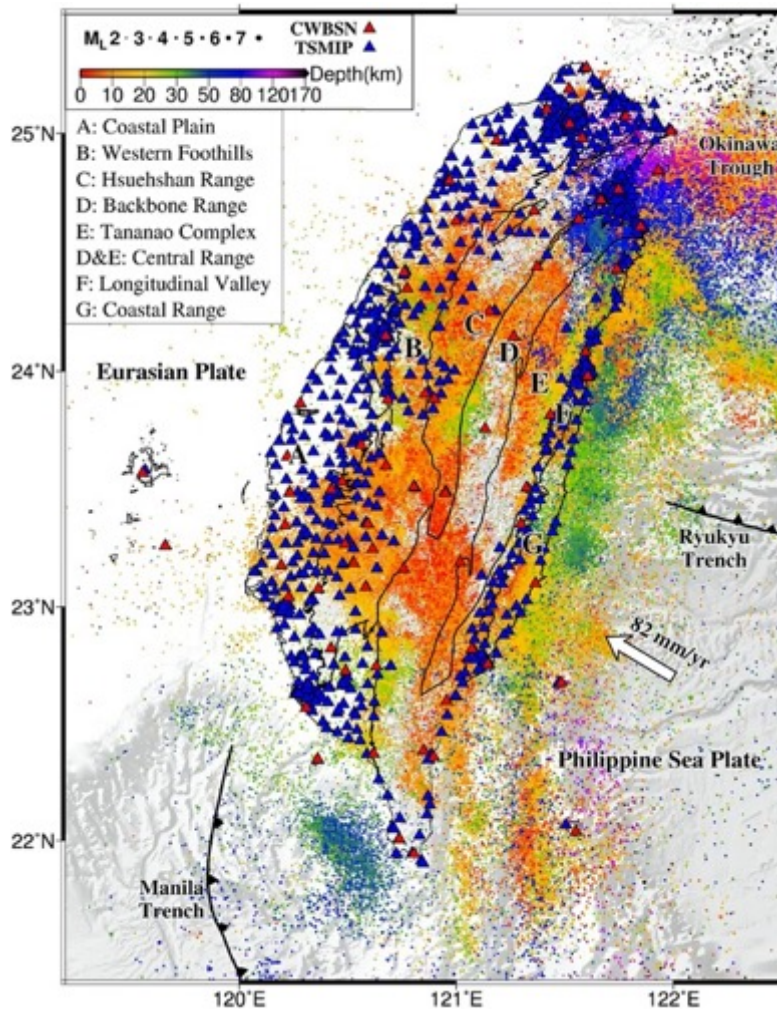 M_L 2 · 3 · 4 · 5 · 6 · 7 •
CWBSN
TSMIP
Depth(km)
0 10 20 30 50 80 120 170
A: Coastal Plain
B: Western Foothills
C: Hsuehshan Range
D: Backbone Range
E: Tananao Complex
D&E: Central Range
F: Longitudinal Valley
G: Coastal Range
25°N
24°N
23°N
22°N
120°E
121°E
122°E
Okinawa
Trough
Eurasian Plate
A
B
C
D
E
F
G
Ryukyu
Trench
82 mm/yr
Philippine Sea Plate
Manila
Trench